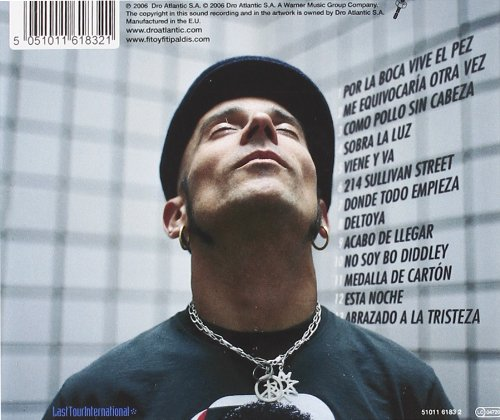 5 051011 618321
℗ 2006 Dro Atlantic S.A. © 2006 Dro Atlantic S.A. A Warner Music Group Company.
The copyright in this sound recording and in the artwork is owned by Dro Atlantic S.A.
Manufactured in the E.U.
www.droatlantic.com
www.fitoyfitipaldis.com
POR LA BOCA VIVE EL PEZ
ME EQUIVOCARÍA OTRA VEZ
COMO POLLO SIN CABEZA
SOBRA LA LUZ
VIENE Y VA
214 SULLIVAN STREET
DONDE TODO EMPIEZA
DELTOYA
ACABO DE LLEGAR
NO SOY BO DIDDLEY
MEDALLA DE CARTÓN
12 ESTA NOCHE
ABRAZADO A LA TRISTEZA
LastTourInternational
51011 6183 2